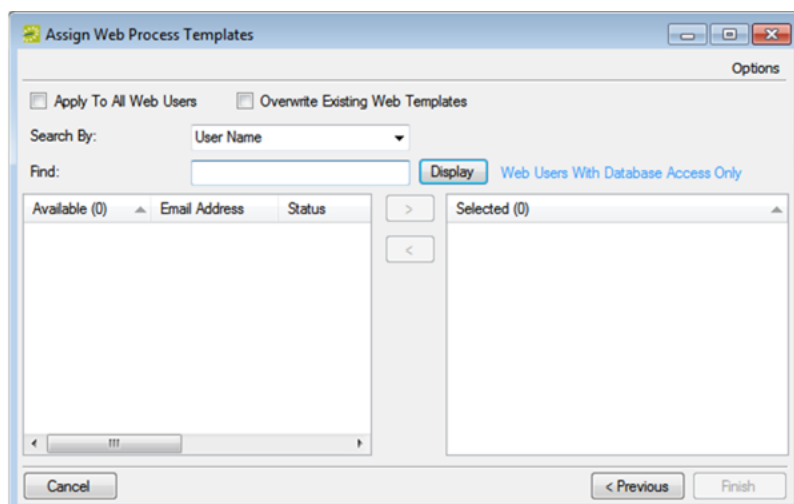 Assign Web Process Templates
Options
Apply To All Web Users Overwrite Existing Web Templates
Search By: User Name
Find: Display Web Users With Database Access Only
Available (0) Email Address Status > Selected (0)
<
Cancel < Previous Finish